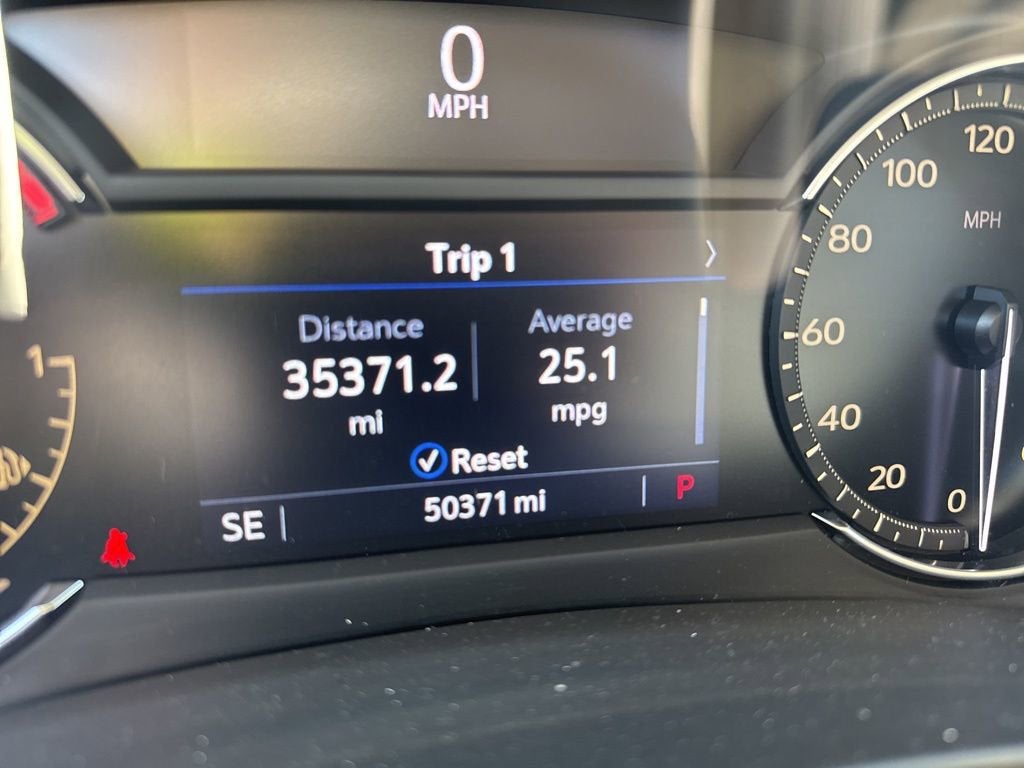 0
MPH
Trip 1
Distance
35371.2
mi
Average
25.1
mpg
Reset
SE
50371 mi
P
1
120
100
MPH
80
60
40
20
0